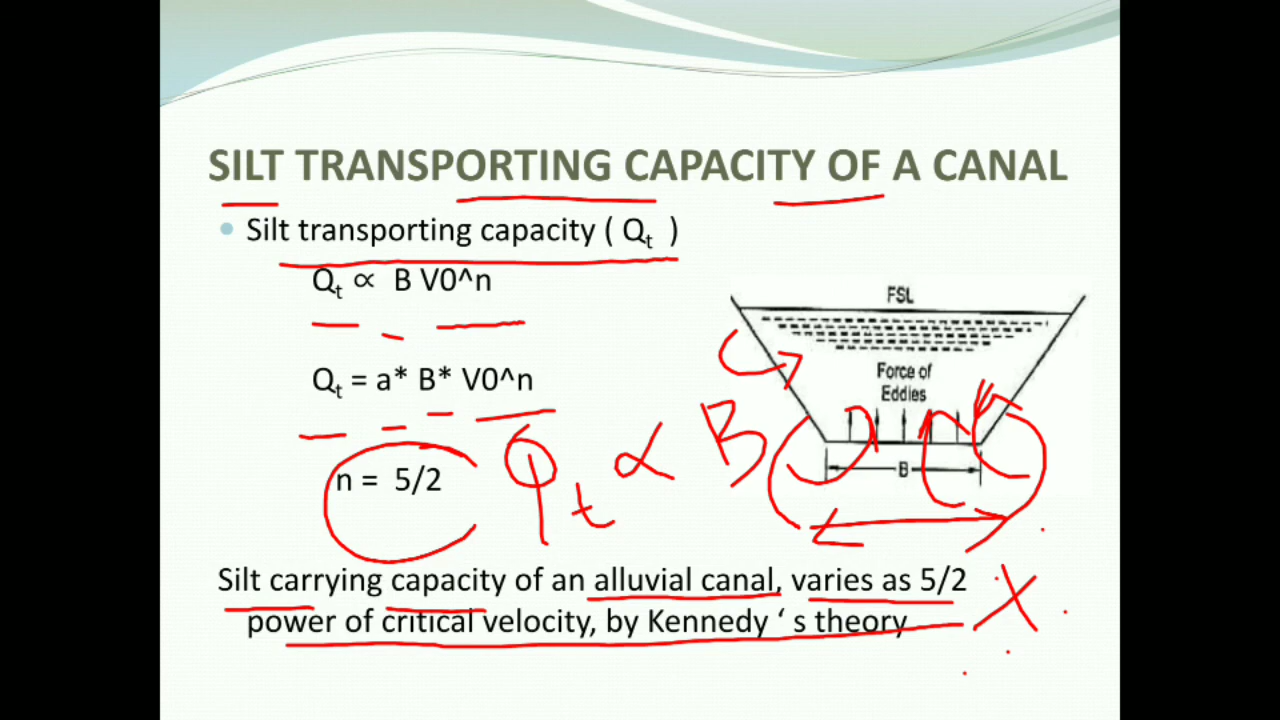 SILT TRANSPORTING CAPACITY OF A CANAL
Silt transporting capacity ( Qt )
Qt ∝ B V0^n
Qt = a* B* V0^n
n = 5/2
Qt ∝ B
FSL
Force of
Eddies
B
Silt carrying capacity of an alluvial canal, varies as 5/2
power of critical velocity, by Kennedy ‘ s theory